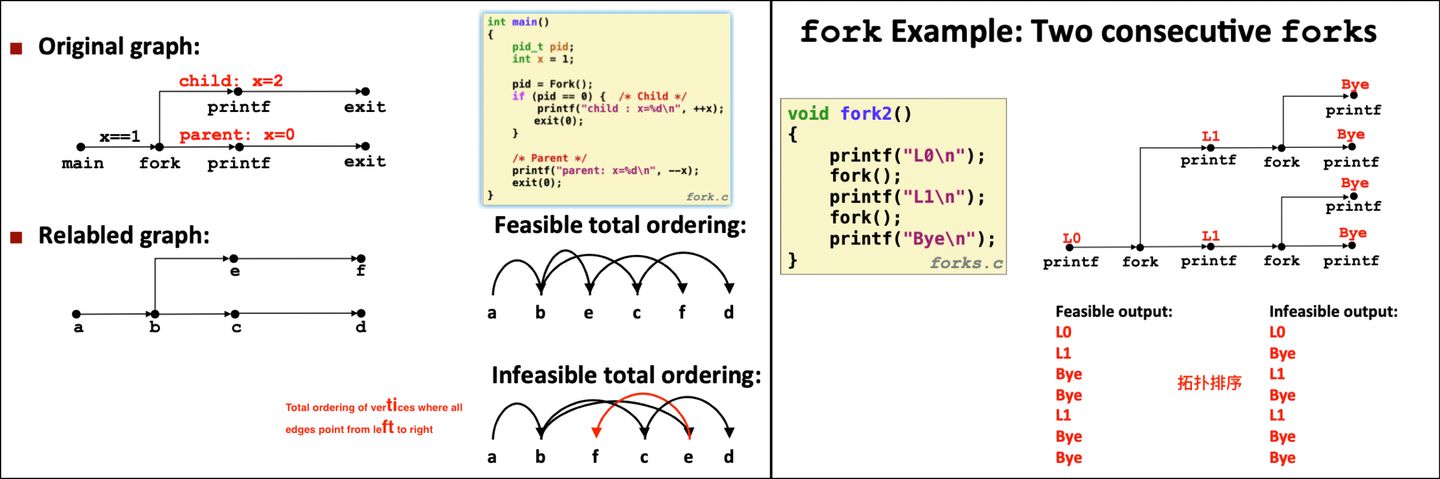 Original graph:
child: x=2
printf
exit
x==1
parent: x=0
main
fork
printf
exit
int main()
{
pid_t pid;
int x = 1;
pid = Fork();
if (pid == 0) { /* Child */
printf("child : x=%d\n", ++x);
exit(0);
}
/* Parent */
printf("parent: x=%d\n", --x);
exit(0);
}
fork.c
Relabled graph:
e
f
a
b
c
d
Feasible total ordering:
a b e c f d
Infeasible total ordering:
a b f c e d
Total ordering of vertices where all
edges point from left to right
fork Example: Two consecutive forks
void fork2()
{
printf("L0\n");
fork();
printf("L1\n");
fork();
printf("Bye\n");
}
forks.c
Bye
printf
L1
Bye
printf
fork
printf
Bye
printf
L0
L1
Bye
printf
fork
printf
fork
printf
Feasible output:
L0
L1
Bye
Bye
L1
Bye
Bye
拓扑排序
Infeasible output:
L0
Bye
L1
Bye
L1
Bye
Bye